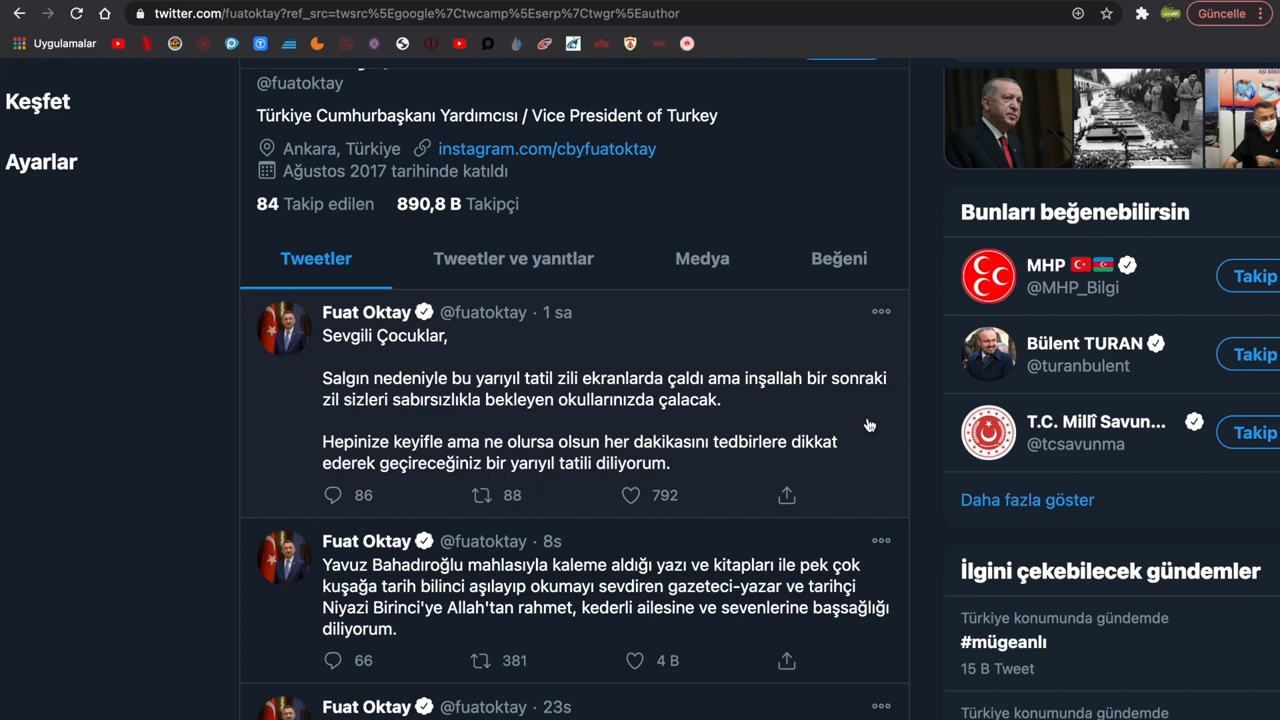 twitter.com/fuatoktay?ref_src=twsrc%5Egoogle%7Ctwcamp%5Eserp%7Ctwgr%5Eauthor
Güncelle
Uygulamalar
Keşfet
Ayarlar
@fuatoktay
Türkiye Cumhurbaşkanı Yardımcısı / Vice President of Turkey
Ankara, Türkiye instagram.com/cbyfuatoktay
Ağustos 2017 tarihinde katıldı
84 Takip edilen 890,8 B Takipçi
Tweetler Tweetler ve yanıtlar Medya Beğeni
Fuat Oktay @fuatoktay · 1 sa
Sevgili Çocuklar,
Salgın nedeniyle bu yarıyıl tatil zili ekranlarda çaldı ama inşallah bir sonraki
zil sizleri sabırsızlıkla bekleyen okullarınızda çalacak.
Hepinize keyifle ama ne olursa olsun her dakikasını tedbirlere dikkat
ederek geçireceğiniz bir yarıyıl tatili diliyorum.
86 88 792
Fuat Oktay @fuatoktay · 8s
Yavuz Bahadıroğlu mahlasıyla kaleme aldığı yazı ve kitapları ile pek çok
kuşağa tarih bilinci aşılayıp okumayı sevdiren gazeteci-yazar ve tarihçi
Niyazi Birinci'ye Allah'tan rahmet, kederli ailesine ve sevenlerine başsağlığı
diliyorum.
66 381 4 B
Fuat Oktay @fuatoktay · 23s
Bunları beğenebilirsin
MHP
@MHP_Bilgi
Takip
Bülent TURAN
@turanbulent
Takip
T.C. Millî Savun...
@tcsavunma
Takip
Daha fazla göster
İlgini çekebilecek gündemler
Türkiye konumunda gündemde
#mügeanlı
15 B Tweet
Türkiye konumunda gündemde